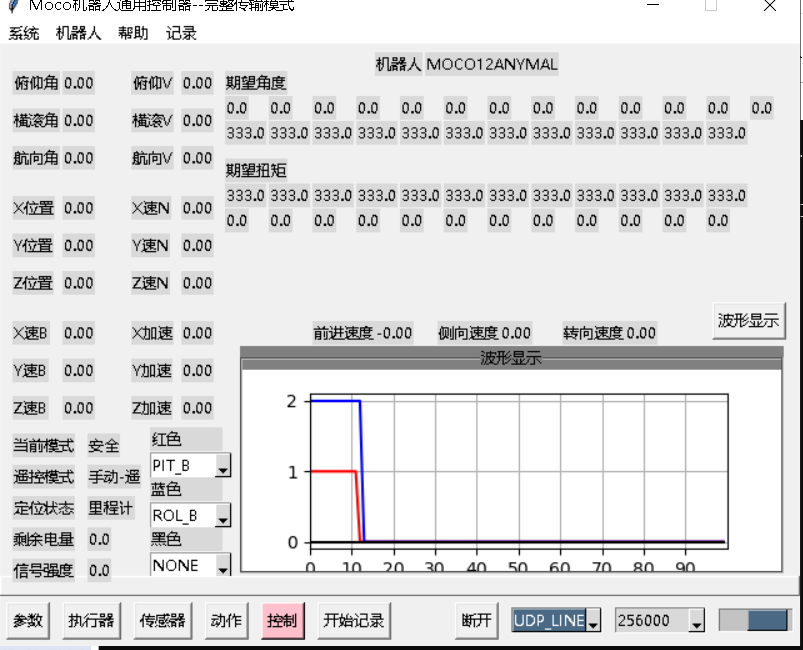 Moco机器人通用控制器--完整传输模式
系统 机器人 帮助 记录
机器人 MOCO12ANYMAL
俯仰角 0.00 俯仰V 0.00 期望角度
0.0 0.0 0.0 0.0 0.0 0.0 0.0 0.0 0.0 0.0 0.0 0.0 0.0
横滚角 0.00 横滚V 0.00
333.0 333.0 333.0 333.0 333.0 333.0 333.0 333.0 333.0 333.0 333.0 333.0
航向角 0.00 航向V 0.00
期望扭矩
333.0 333.0 333.0 333.0 333.0 333.0 333.0 333.0 333.0 333.0 333.0 333.0
X位置 0.00 X速N 0.00
0.0 0.0 0.0 0.0 0.0 0.0 0.0 0.0 0.0 0.0 0.0 0.0
Y位置 0.00 Y速N 0.00
Z位置 0.00 Z速N 0.00
波形显示
X速B 0.00 X加速 0.00 前进速度 -0.00 侧向速度 0.00 转向速度 0.00
波形显示
Y速B 0.00 Y加速 0.00
Z速B 0.00 Z加速 0.00
2
1
0
0 10 20 30 40 50 60 70 80 90
当前模式 安全 红色
遥控模式 手动-遥 PIT_B
蓝色
定位状态 里程计 ROL_B
剩余电量 0.0 黑色
信号强度 0.0 NONE
参数 执行器 传感器 动作 控制 开始记录 断开 UDP_LINE 256000